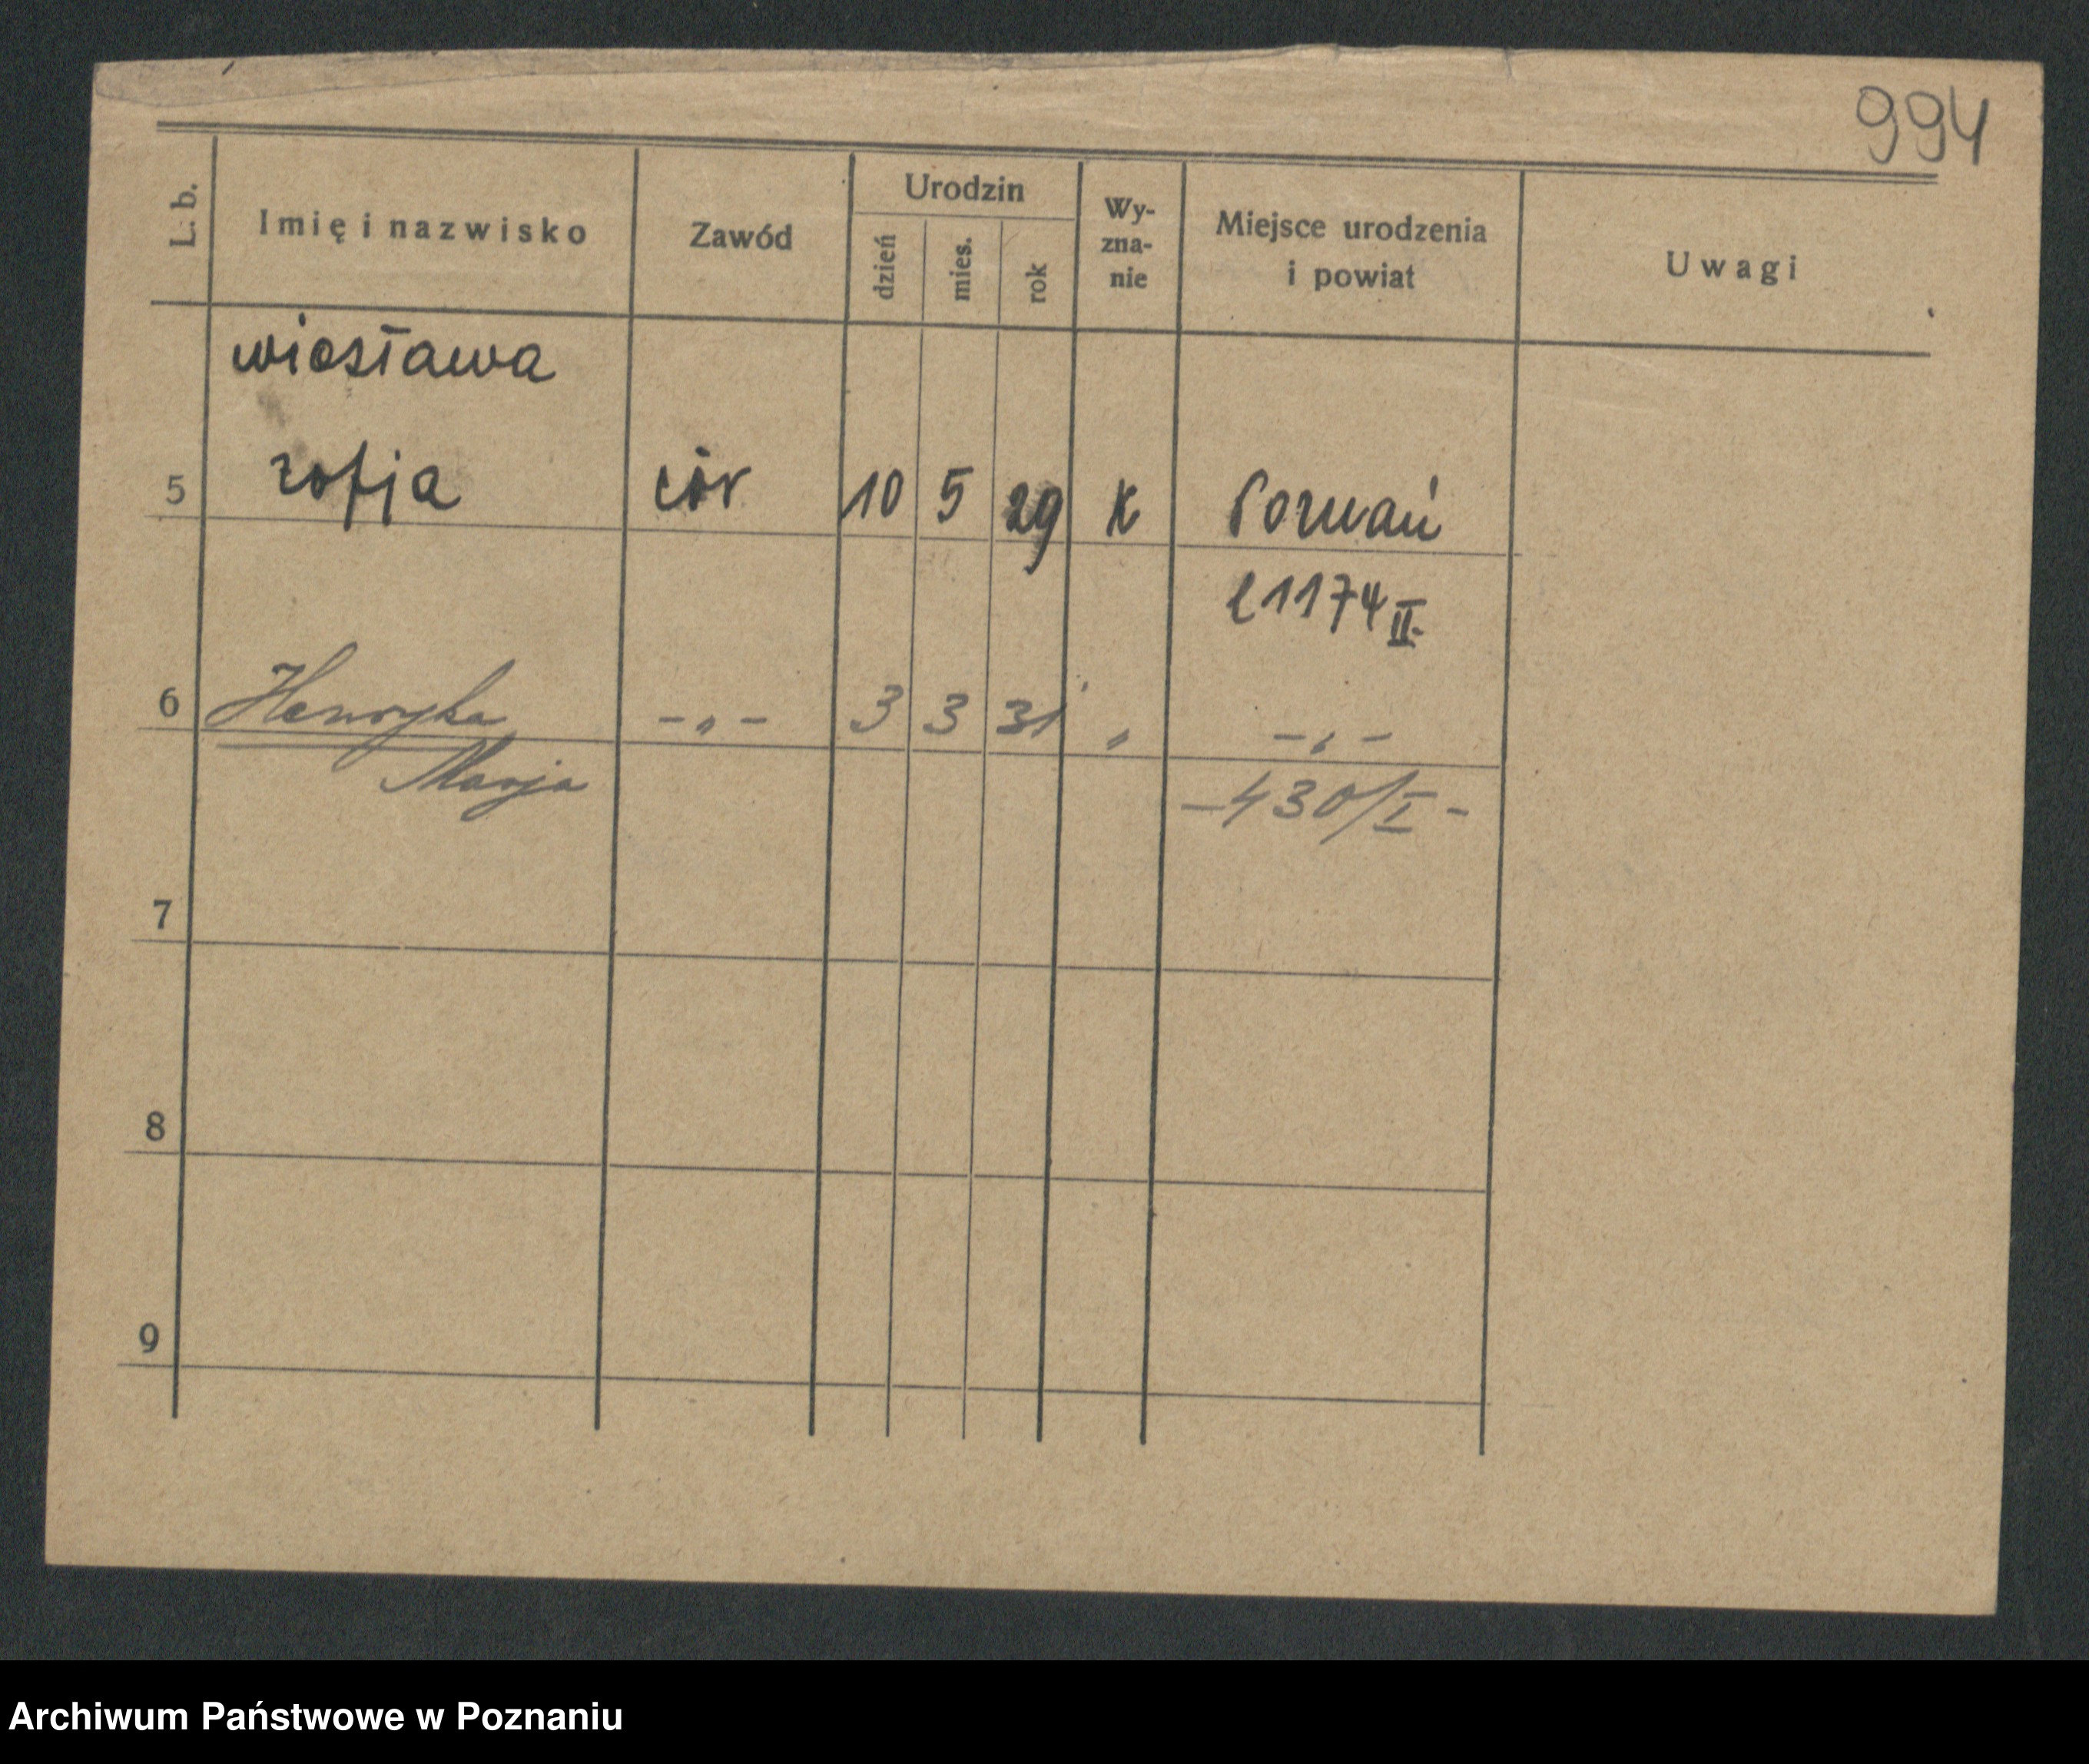 994
L: b.
Imię i nazwisko
Zawód
Urodzin
dzień
mies.
rok
Wy-
zna-
nie
Miejsce urodzenia
i powiat
Uwagi
wiesława
5 zofja cór 10 5 29 K Poznań
1174 II.
6 Henryka -„- 3 3 31 „ -„-
Marja -430/I-
7
8
9
Archiwum Państwowe w Poznaniu